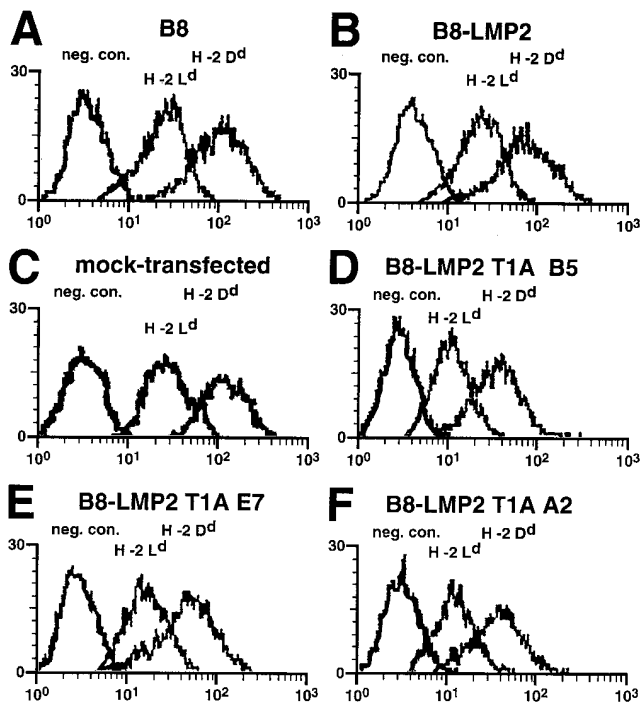 A
B8
neg. con.
H -2 Dd
H -2 Ld
30
0
10⁰ 10¹ 10² 10³
B
B8-LMP2
neg. con.
H -2 Dd
H -2 Ld
30
0
10⁰ 10¹ 10² 10³
C
mock-transfected
neg. con.
H -2 Dd
H -2 Ld
30
0
10⁰ 10¹ 10² 10³
D
B8-LMP2 T1A B5
neg. con.
H -2 Dd
H -2 Ld
30
0
10⁰ 10¹ 10² 10³
E
B8-LMP2 T1A E7
neg. con.
H -2 Dd
H -2 Ld
30
0
10⁰ 10¹ 10² 10³
F
B8-LMP2 T1A A2
neg. con.
H -2 Dd
H -2 Ld
30
0
10⁰ 10¹ 10² 10³